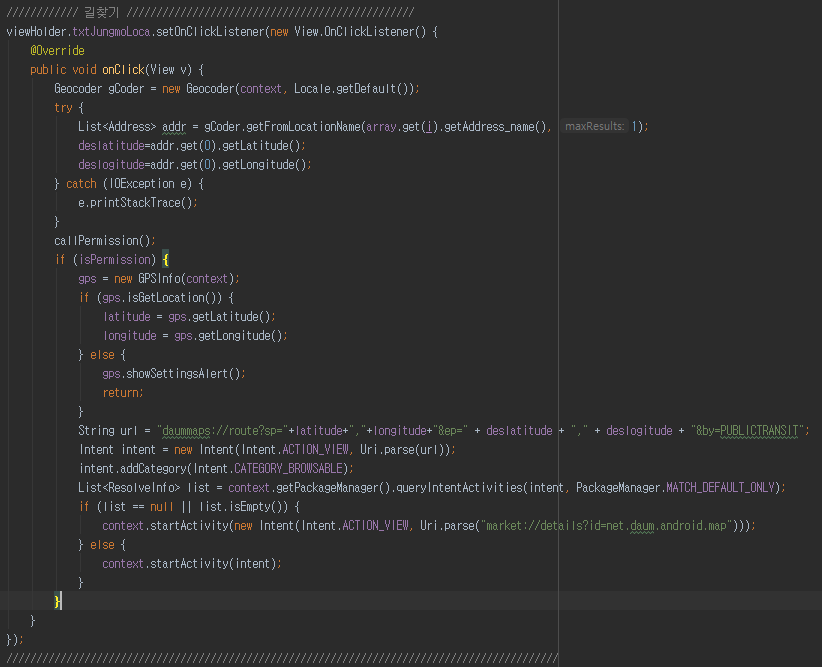 //////////// 길찾기 ////////////////////////////////////////////////
viewHolder.txtJungmoLoca.setOnClickListener(new View.OnClickListener() {
    @Override
    public void onClick(View v) {
        Geocoder gCoder = new Geocoder(context, Locale.getDefault());
        try {
            List<Address> addr = gCoder.getFromLocationName(array.get(i).getAddress_name(),  maxResults: 1);
            deslatitude=addr.get(0).getLatitude();
            deslogitude=addr.get(0).getLongitude();
        } catch (IOException e) {
            e.printStackTrace();
        }
        callPermission();
        if (isPermission) {
            gps = new GPSInfo(context);
            if (gps.isGetLocation()) {
                latitude = gps.getLatitude();
                longitude = gps.getLongitude();
            } else {
                gps.showSettingsAlert();
                return;
            }
            String url = "daummaps://route?sp="+latitude+","+longitude+"&ep=" + deslatitude + "," + deslogitude + "&by=PUBLICTRANSIT";
            Intent intent = new Intent(Intent.ACTION_VIEW, Uri.parse(url));
            intent.addCategory(Intent.CATEGORY_BROWSABLE);
            List<ResolveInfo> list = context.getPackageManager().queryIntentActivities(intent, PackageManager.MATCH_DEFAULT_ONLY);
            if (list == null || list.isEmpty()) {
                context.startActivity(new Intent(Intent.ACTION_VIEW, Uri.parse("market://details?id=net.daum.android.map")));
            } else {
                context.startActivity(intent);
            }
        }
    }
});
////////////////////////////////////////////////////////////////////////////////////////////